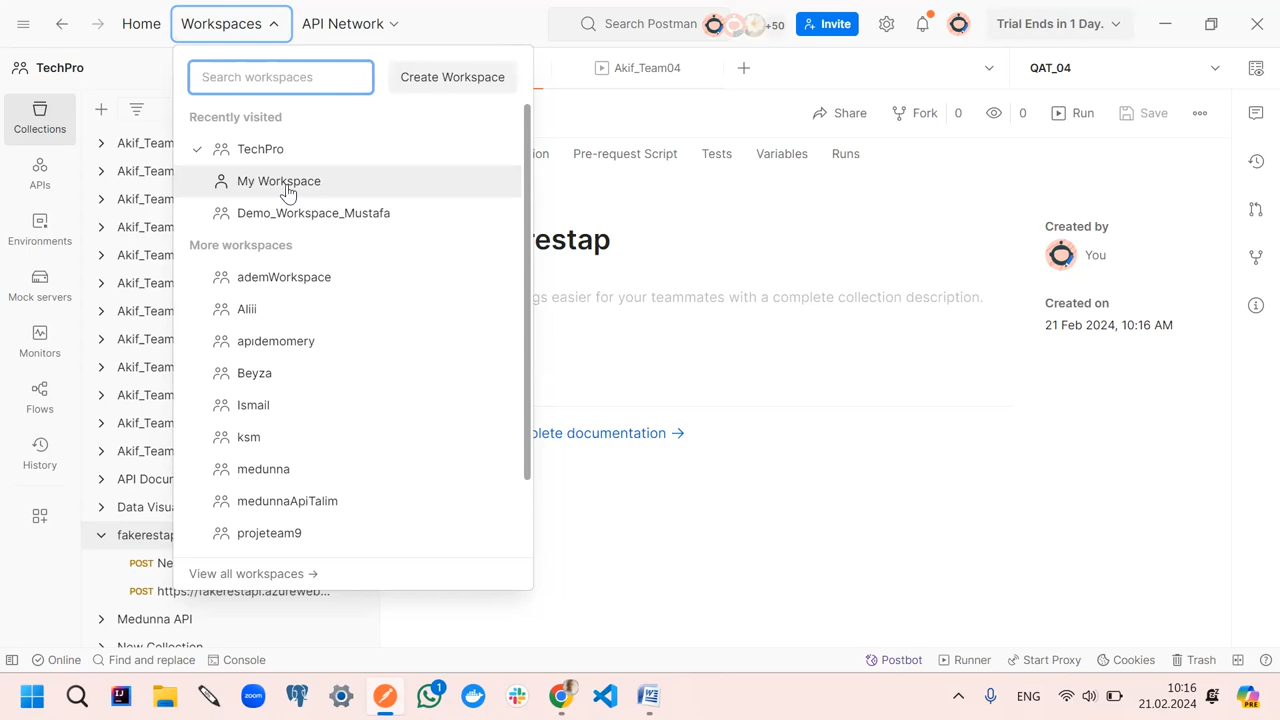 Home
Workspaces
API Network
Search Postman
+50
Invite
Trial Ends in 1 Day.
TechPro
Search workspaces
Create Workspace
Akif_Team04
QAT_04
Recently visited
TechPro
My Workspace
Demo_Workspace_Mustafa
More workspaces
ademWorkspace
Aliii
apıdemomery
Beyza
Ismail
ksm
medunna
medunnaApiTalim
projeteam9
View all workspaces →
Collections
APIs
Environments
Mock servers
Monitors
Flows
History
Akif_Team
Akif_Team
Akif_Team
Akif_Team
Akif_Team
Akif_Team
Akif_Team
Akif_Team
Akif_Team
Akif_Team
Akif_Team
Akif_Team
API Docur
Data Visua
fakerestap
POST Ne
POST https://fakerestapi.azureweb...
Medunna API
New Collection
Share
Fork 0
0
Run
Save
ion
Pre-request Script
Tests
Variables
Runs
restap
gs easier for your teammates with a complete collection description.
plete documentation →
Created by
You
Created on
21 Feb 2024, 10:16 AM
Online
Find and replace
Console
Postbot
Runner
Start Proxy
Cookies
Trash
zoom
1
W
ENG
10:16
21.02.2024
PRE